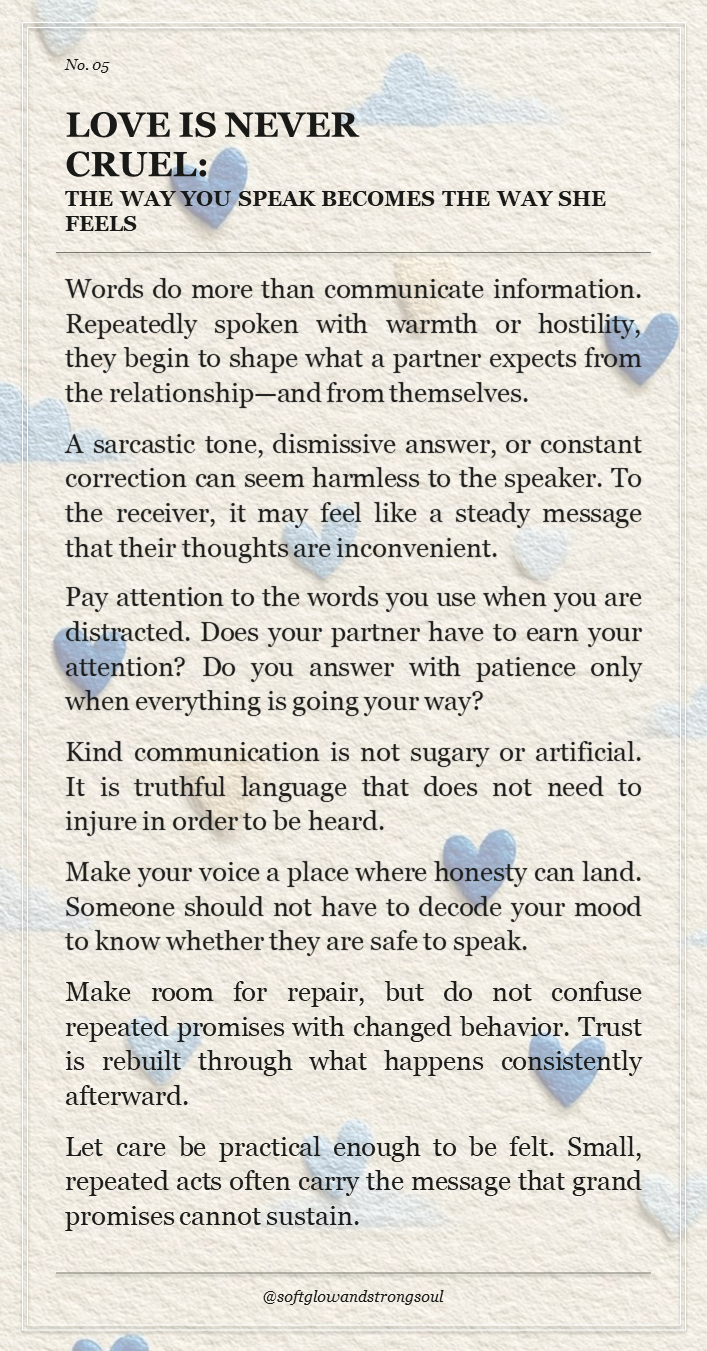 No. 05
LOVE IS NEVER
CRUEL:
THE WAY YOU SPEAK BECOMES THE WAY SHE
FEELS
Words do more than communicate information.
Repeatedly spoken with warmth or hostility,
they begin to shape what a partner expects from
the relationship—and from themselves.
A sarcastic tone, dismissive answer, or constant
correction can seem harmless to the speaker. To
the receiver, it may feel like a steady message
that their thoughts are inconvenient.
Pay attention to the words you use when you are
distracted. Does your partner have to earn your
attention? Do you answer with patience only
when everything is going your way?
Kind communication is not sugary or artificial.
It is truthful language that does not need to
injure in order to be heard.
Make your voice a place where honesty can land.
Someone should not have to decode your mood
to know whether they are safe to speak.
Make room for repair, but do not confuse
repeated promises with changed behavior. Trust
is rebuilt through what happens consistently
afterward.
Let care be practical enough to be felt. Small,
repeated acts often carry the message that grand
promises cannot sustain.
@softglowandstrongsoul